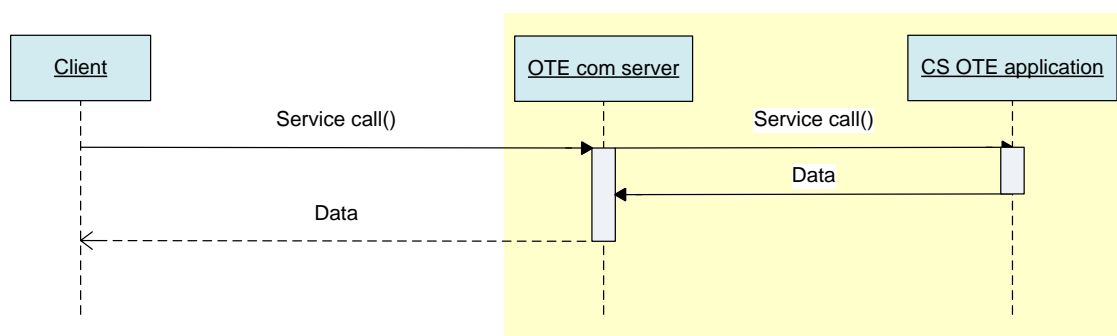 Client
OTE com server
CS OTE application
Service call()
Service call()
Data
Data